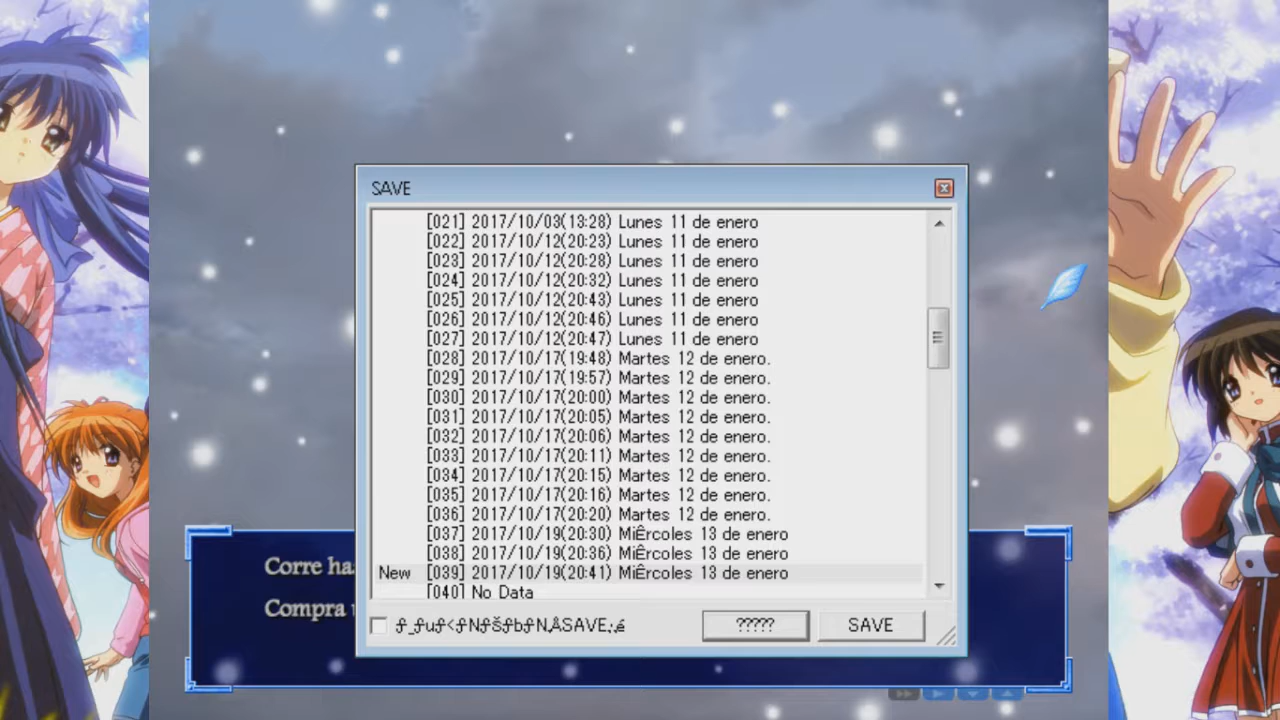 SAVE
[021] 2017/10/03(13:28) Lunes 11 de enero
[022] 2017/10/12(20:23) Lunes 11 de enero
[023] 2017/10/12(20:28) Lunes 11 de enero
[024] 2017/10/12(20:32) Lunes 11 de enero
[025] 2017/10/12(20:43) Lunes 11 de enero
[026] 2017/10/12(20:46) Lunes 11 de enero
[027] 2017/10/12(20:47) Lunes 11 de enero
[028] 2017/10/17(19:48) Martes 12 de enero.
[029] 2017/10/17(19:57) Martes 12 de enero.
[030] 2017/10/17(20:00) Martes 12 de enero.
[031] 2017/10/17(20:05) Martes 12 de enero.
[032] 2017/10/17(20:06) Martes 12 de enero.
[033] 2017/10/17(20:11) Martes 12 de enero.
[034] 2017/10/17(20:15) Martes 12 de enero.
[035] 2017/10/17(20:16) Martes 12 de enero.
[036] 2017/10/17(20:20) Martes 12 de enero.
[037] 2017/10/19(20:30) MiÊrcoles 13 de enero
[038] 2017/10/19(20:36) MiÊrcoles 13 de enero
New [039] 2017/10/19(20:41) MiÊrcoles 13 de enero
[040] No Data
Corre
Compra
????? SAVE